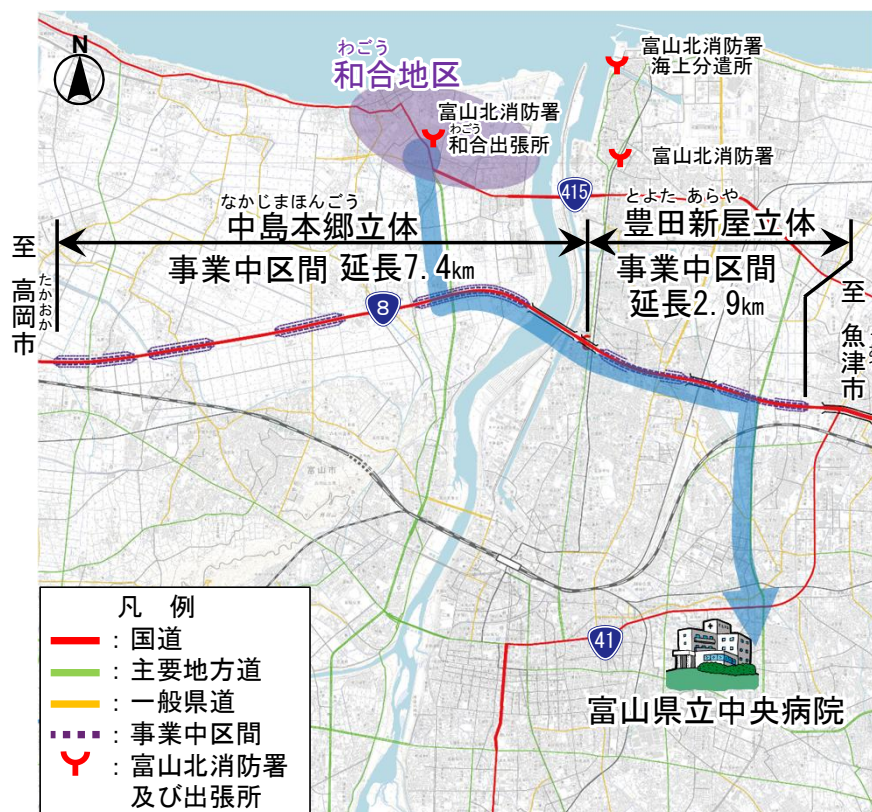 N
わごう
和合地区
富山北消防署
わごう
和合出張所
富山北消防署
海上分遣所
富山北消防署
415
なかじまほんごう
中島本郷立体
事業中区間 延長7.4km
とよた あらや
豊田新屋立体
事業中区間
延長2.9km
至 高岡市
たかおか
至 魚津市
8
富山市
41
富山県立中央病院
凡 例
：国道
：主要地方道
：一般県道
：事業中区間
：富山北消防署
及び出張所